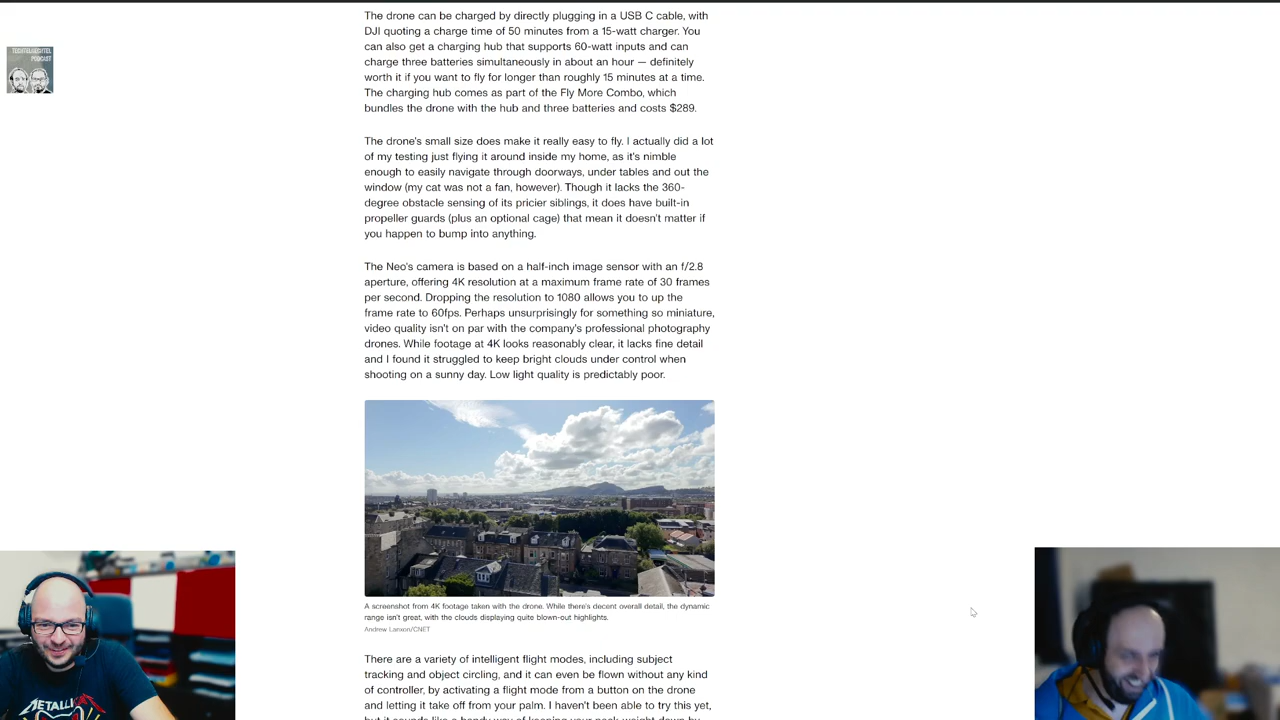 The drone can be charged by directly plugging in a USB C cable, with
DJI quoting a charge time of 50 minutes from a 15-watt charger. You
can also get a charging hub that supports 60-watt inputs and can
charge three batteries simultaneously in about an hour — definitely
worth it if you want to fly for longer than roughly 15 minutes at a time.
The charging hub comes as part of the Fly More Combo, which
bundles the drone with the hub and three batteries and costs $289.
TECHTELMECHTEL
PODCAST
The drone's small size does make it really easy to fly. I actually did a lot
of my testing just flying it around inside my home, as it's nimble
enough to easily navigate through doorways, under tables and out the
window (my cat was not a fan, however). Though it lacks the 360-
degree obstacle sensing of its pricier siblings, it does have built-in
propeller guards (plus an optional cage) that mean it doesn't matter if
you happen to bump into anything.
The Neo's camera is based on a half-inch image sensor with an f/2.8
aperture, offering 4K resolution at a maximum frame rate of 30 frames
per second. Dropping the resolution to 1080 allows you to up the
frame rate to 60fps. Perhaps unsurprisingly for something so miniature,
video quality isn't on par with the company's professional photography
drones. While footage at 4K looks reasonably clear, it lacks fine detail
and I found it struggled to keep bright clouds under control when
shooting on a sunny day. Low light quality is predictably poor.
A screenshot from 4K footage taken with the drone. While there's decent overall detail, the dynamic
range isn't great, with the clouds displaying quite blown-out highlights.
Andrew Lanxon/CNET
There are a variety of intelligent flight modes, including subject
tracking and object circling, and it can even be flown without any kind
of controller, by activating a flight mode from a button on the drone
and letting it take off from your palm. I haven't been able to try this yet,
but it sounds like a handy way of keeping your pack weight down by
METALLICA